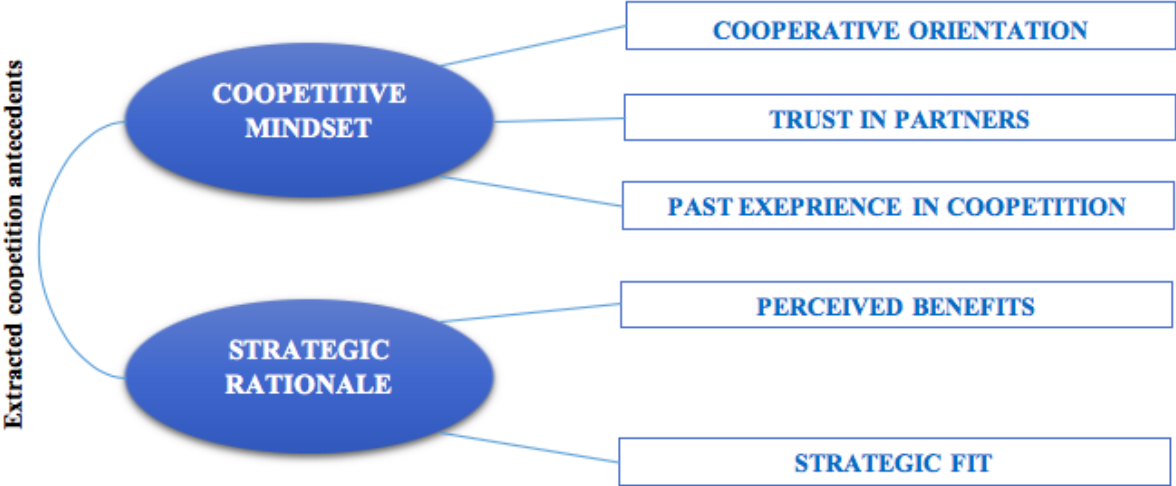 Extracted coopetition antecedents
COOPETITIVE
MINDSET
COOPERATIVE ORIENTATION
TRUST IN PARTNERS
PAST EXEPRIENCE IN COOPETITION
STRATEGIC
RATIONALE
PERCEIVED BENEFITS
STRATEGIC FIT